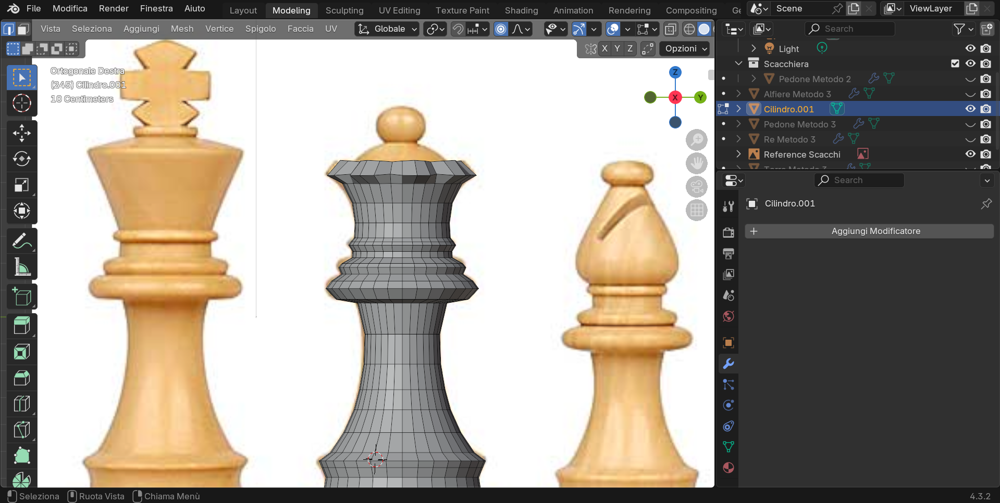 File Modifica Render Finestra Aiuto Layout Modeling Sculpting UV Editing Texture Paint Shading Animation Rendering Compositing Ge Scene ViewLayer
Vista Seleziona Aggiungi Mesh Vertice Spigolo Faccia UV Globale Search
X Y Z Opzioni
Ortogonale Destra
(245) Cilindro.001
10 Centimeters
Z
X
Y
Light
Scacchiera
Pedone Metodo 2
Alfiere Metodo 3
Cilindro.001
Pedone Metodo 3
Re Metodo 3
Reference Scacchi
Torre Metodo 3
Search
Cilindro.001
Aggiungi Modificatore
Seleziona Ruota Vista Chiama Menù 4.3.2